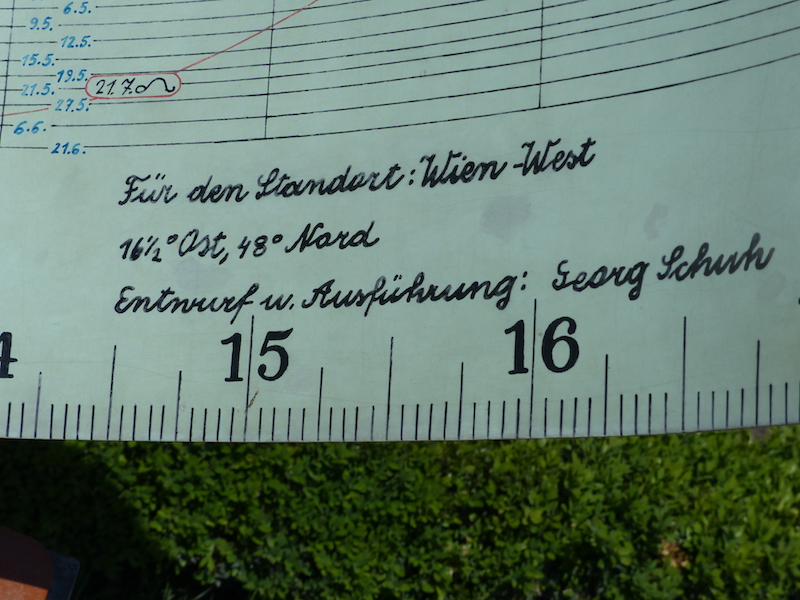 6.5.
9.5.
12.5.
15.5.
19.5.
21.5.
21.7.
27.5.
6.6.
21.6.
Für den Standort: Wien-West
16½° Ost, 48° Nord
Entwurf u. Ausführung: Georg Schuh
4 15 16